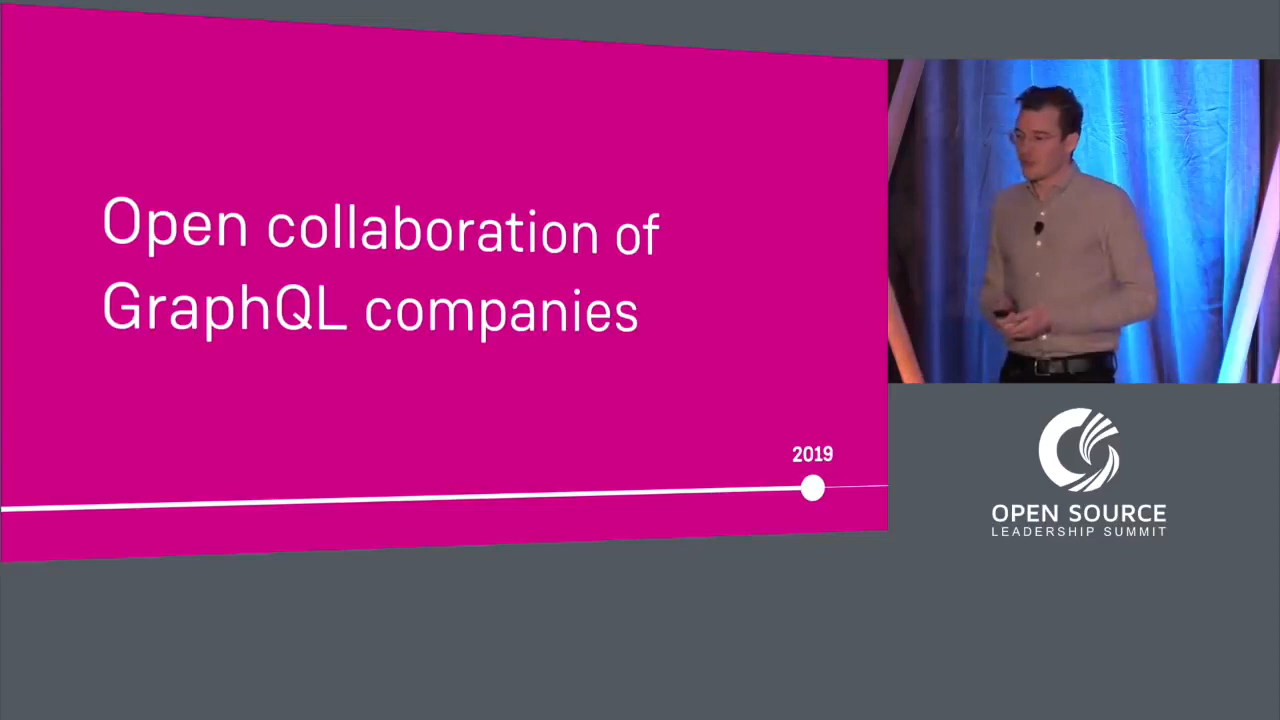 Open collaboration of
GraphQL companies
2019
OPEN SOURCE
LEADERSHIP SUMMIT